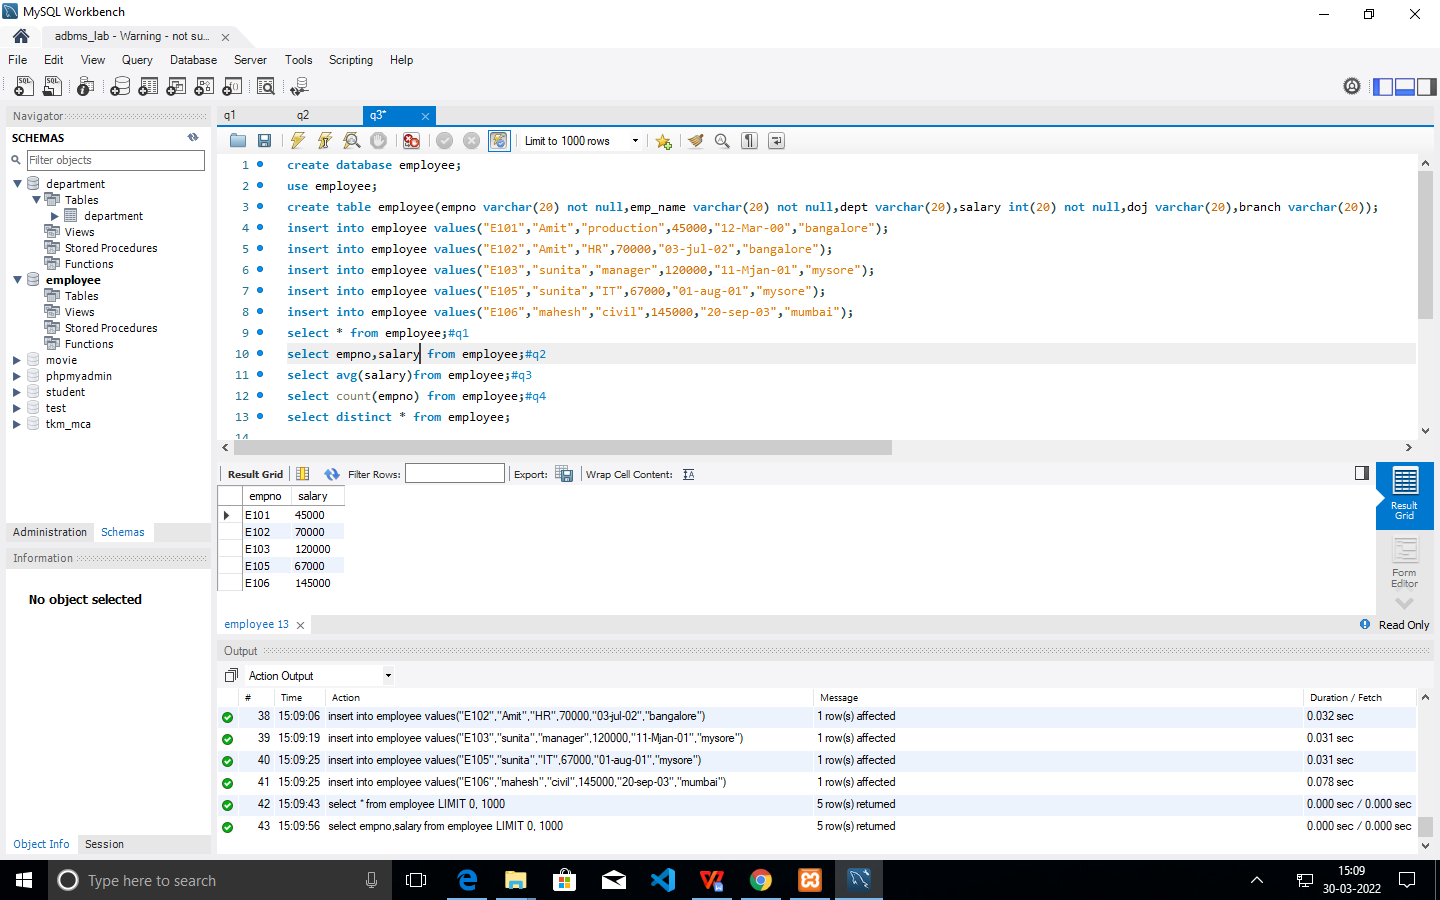 MySQL Workbench
adbms_lab - Warning - not su...
File Edit View Query Database Server Tools Scripting Help
Navigator
SCHEMAS
Filter objects
department
Tables
department
Views
Stored Procedures
Functions
employee
Tables
Views
Stored Procedures
Functions
movie
phpmyadmin
student
test
tkm_mca
Administration Schemas
Information
No object selected
Object Info Session
q1 q2 q3*
Limit to 1000 rows
1 create database employee;
2 use employee;
3 create table employee(empno varchar(20) not null,emp_name varchar(20) not null,dept varchar(20),salary int(20) not null,doj varchar(20),branch varchar(20));
4 insert into employee values("E101","Amit","production",45000,"12-Mar-00","bangalore");
5 insert into employee values("E102","Amit","HR",70000,"03-jul-02","bangalore");
6 insert into employee values("E103","sunita","manager",120000,"11-Mjan-01","mysore");
7 insert into employee values("E105","sunita","IT",67000,"01-aug-01","mysore");
8 insert into employee values("E106","mahesh","civil",145000,"20-sep-03","mumbai");
9 select * from employee;#q1
10 select empno,salary from employee;#q2
11 select avg(salary)from employee;#q3
12 select count(empno) from employee;#q4
13 select distinct * from employee;
14
Result Grid Filter Rows: Export: Wrap Cell Content:
empno salary
E101 45000
E102 70000
E103 120000
E105 67000
E106 145000
Result Grid
Form Editor
employee 13
Read Only
Output
Action Output
# Time Action Message Duration / Fetch
38 15:09:06 insert into employee values("E102","Amit","HR",70000,"03-jul-02","bangalore") 1 row(s) affected 0.032 sec
39 15:09:19 insert into employee values("E103","sunita","manager",120000,"11-Mjan-01","mysore") 1 row(s) affected 0.031 sec
40 15:09:25 insert into employee values("E105","sunita","IT",67000,"01-aug-01","mysore") 1 row(s) affected 0.031 sec
41 15:09:25 insert into employee values("E106","mahesh","civil",145000,"20-sep-03","mumbai") 1 row(s) affected 0.078 sec
42 15:09:43 select * from employee LIMIT 0, 1000 5 row(s) returned 0.000 sec / 0.000 sec
43 15:09:56 select empno,salary from employee LIMIT 0, 1000 5 row(s) returned 0.000 sec / 0.000 sec
Type here to search
15:09
30-03-2022